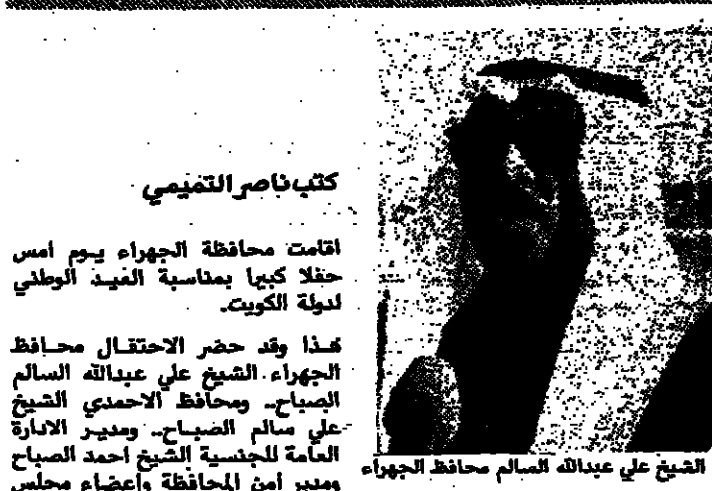 كتب ناصر التميمي
اقامت محافظة الجهراء يوم امس
حفلا كبيرا بمناسبة العيد الوطني
لدولة الكويت.
هذا وقد حضر الاحتفال محافظ
الجهراء الشيخ علي عبدالله السالم
الصباح.. ومحافظ الاحمدي الشيخ
علي سالم الصباح.. ومدير الادارة
العامة للجنسية الشيخ احمد الصباح
ومدير أمن المحافظة وأعضاء مجلس
الشيخ علي عبدالله السالم محافظ الجهراء